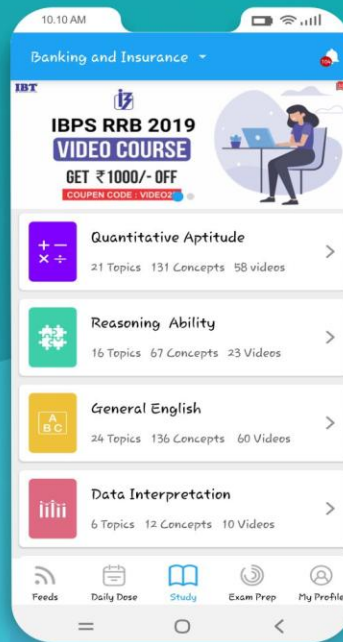 10.10 AM
Banking and Insurance
IBT
IBPS RRB 2019
VIDEO COURSE
GET ₹1000/- OFF
COUPEN CODE : VIDEO2
Quantitative Aptitude
21 Topics 131 Concepts 58 videos
Reasoning Ability
16 Topics 67 Concepts 23 Videos
A
B C
General English
24 Topics 136 Concepts 60 Videos
Data Interpretation
6 Topics 12 Concepts 10 Videos
Feeds Daily Dose Study Exam Prep My Profile